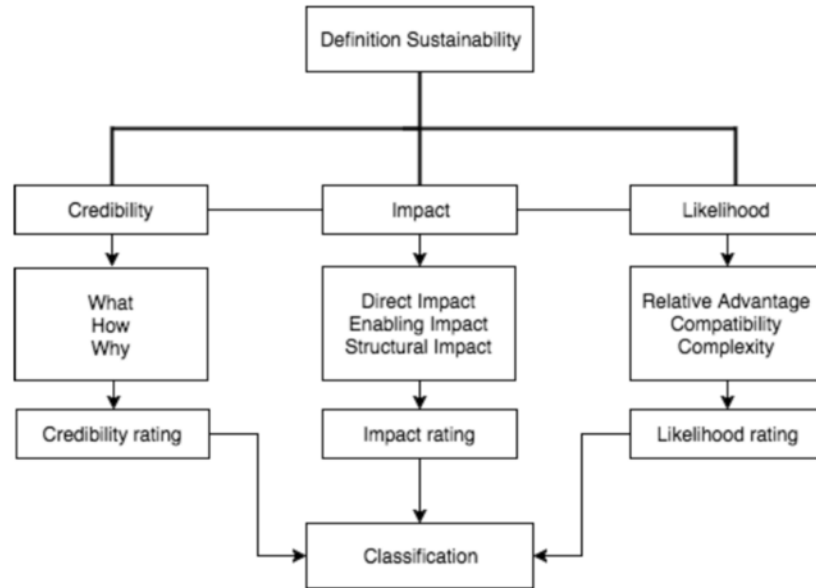 Definition Sustainability
Credibility
Impact
Likelihood
What
How
Why
Direct Impact
Enabling Impact
Structural Impact
Relative Advantage
Compatibility
Complexity
Credibility rating
Impact rating
Likelihood rating
Classification